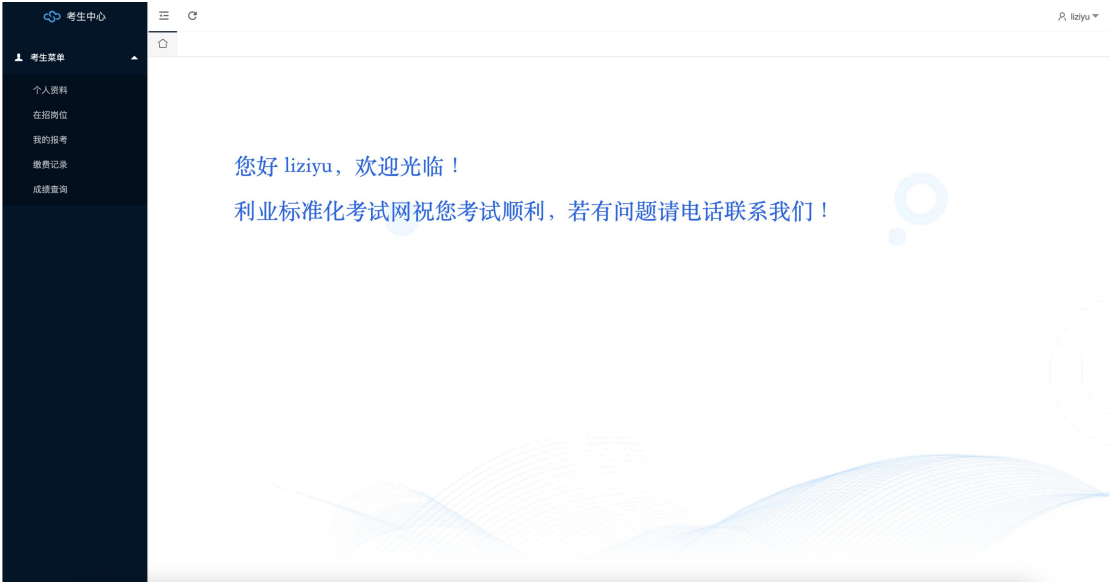 考生中心
liziyu
考生菜单
个人资料
在招岗位
我的报考
缴费记录
成绩查询
您好 liziyu，欢迎光临！
利业标准化考试网祝您考试顺利，若有问题请电话联系我们！